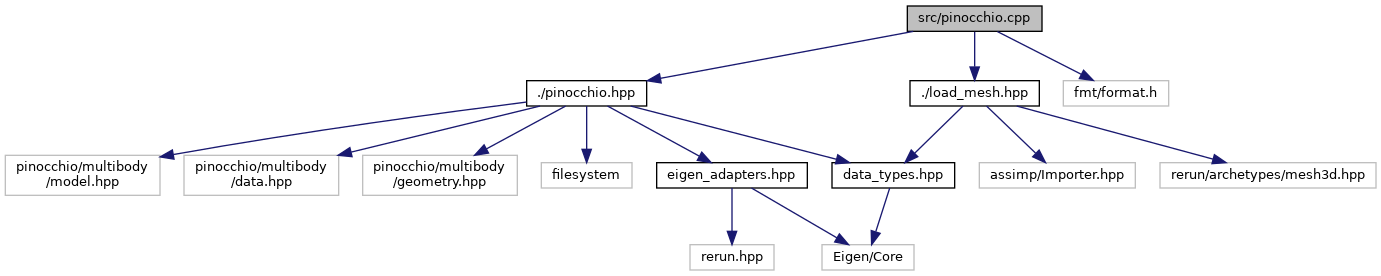 src/pinocchio.cpp
./pinocchio.hpp
./load_mesh.hpp
fmt/format.h
pinocchio/multibody
/model.hpp
pinocchio/multibody
/data.hpp
pinocchio/multibody
/geometry.hpp
filesystem
eigen_adapters.hpp
data_types.hpp
assimp/Importer.hpp
rerun/archetypes/mesh3d.hpp
rerun.hpp
Eigen/Core